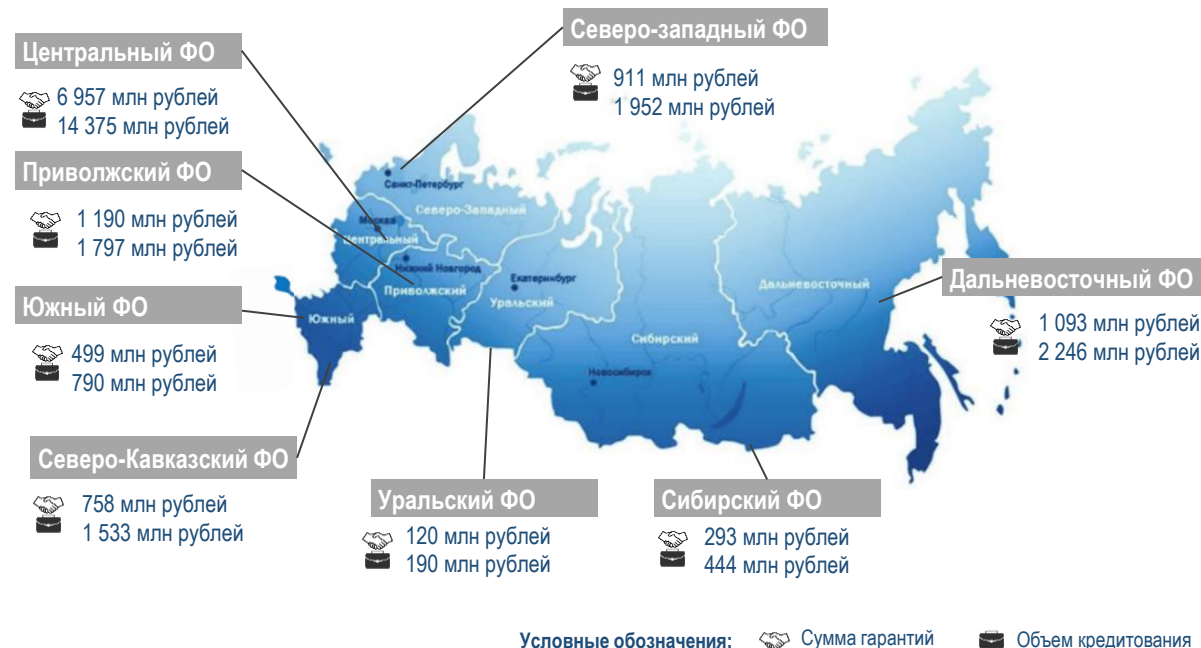 Северо-западный ФО
911 млн рублей
1 952 млн рублей
Центральный ФО
6 957 млн рублей
14 375 млн рублей
Приволжский ФО
1 190 млн рублей
1 797 млн рублей
Южный ФО
499 млн рублей
790 млн рублей
Северо-Кавказский ФО
758 млн рублей
1 533 млн рублей
Уральский ФО
120 млн рублей
190 млн рублей
Сибирский ФО
293 млн рублей
444 млн рублей
Дальневосточный ФО
1 093 млн рублей
2 246 млн рублей
Санкт-Петербург
Северо-Западный
Москва
Центральный
Нижний Новгород
Приволжский
Южный
Екатеринбург
Уральский
Сибирский
Новосибирск
Дальневосточный
Условные обозначения: Сумма гарантий Объем кредитования